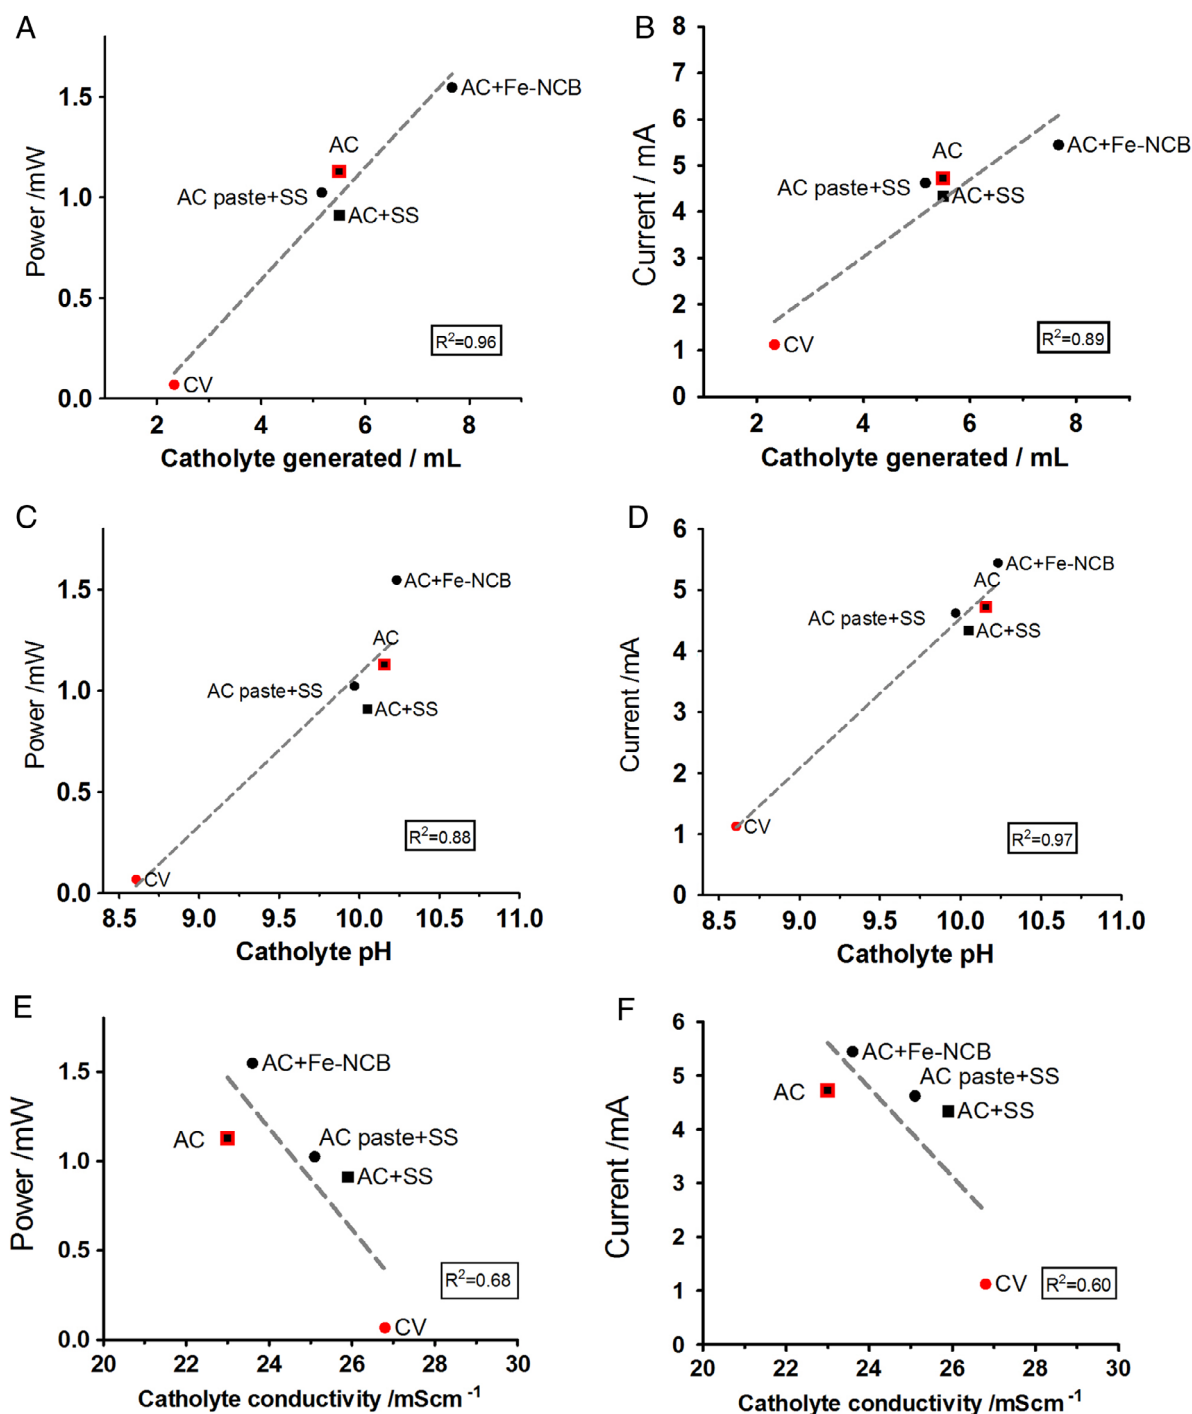 A
Power /mW
1.5
1.0
0.5
0.0
AC+Fe-NCB
AC
AC paste+SS
AC+SS
R²=0.96
CV
2
4
6
8
Catholyte generated / mL
B
Current / mA
8
7
6
5
4
3
2
1
0
AC+Fe-NCB
AC
AC paste+SS
AC+SS
R²=0.89
CV
2
4
6
8
Catholyte generated / mL
C
Power /mW
1.5
1.0
0.5
0.0
AC+Fe-NCB
AC
AC paste+SS
AC+SS
R²=0.88
CV
8.5
9.0
9.5
10.0
10.5
11.0
Catholyte pH
D
Current /mA
6
5
4
3
2
1
0
AC+Fe-NCB
AC
AC paste+SS
AC+SS
CV
R²=0.97
8.5
9.0
9.5
10.0
10.5
11.0
Catholyte pH
E
Power /mW
1.5
1.0
0.5
0.0
AC+Fe-NCB
AC
AC paste+SS
AC+SS
R²=0.68
CV
20
22
24
26
28
30
Catholyte conductivity /mScm⁻¹
F
Current /mA
6
5
4
3
2
1
0
AC+Fe-NCB
AC paste+SS
AC
AC+SS
CV
R²=0.60
20
22
24
26
28
30
Catholyte conductivity /mScm⁻¹